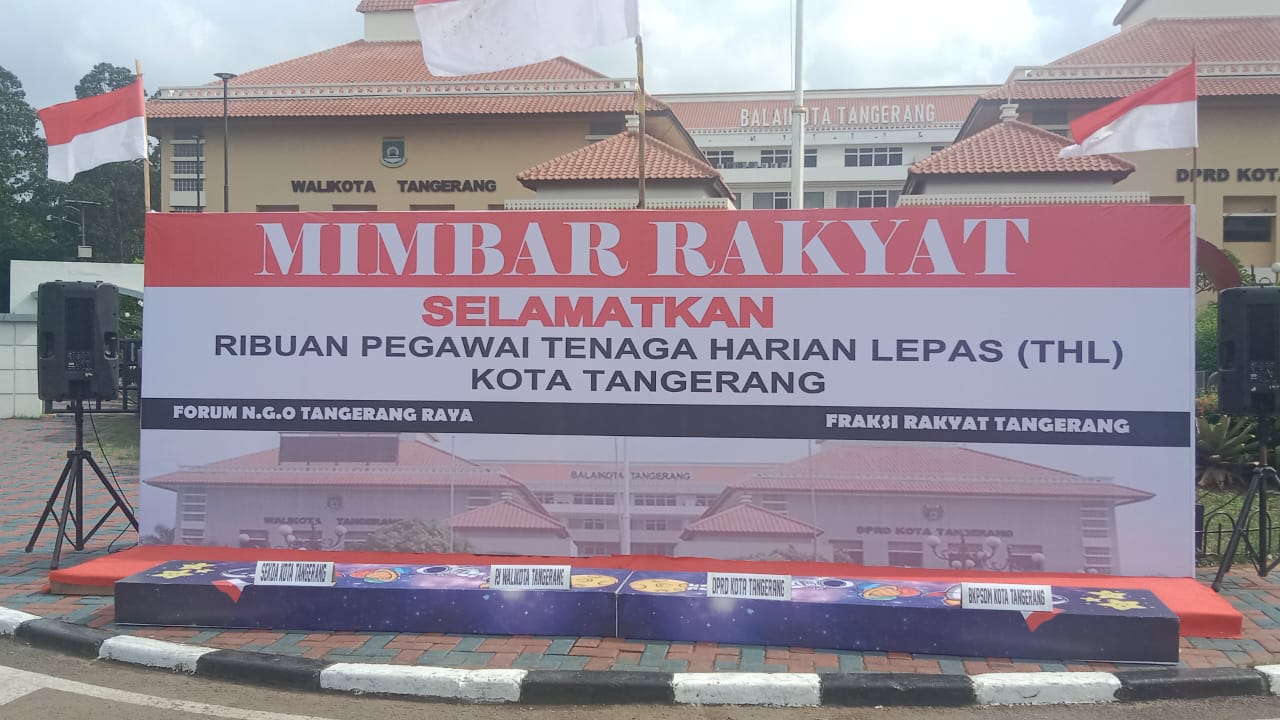 BALAIKOTA TANGERANG
WALIKOTA TANGERANG
DPRD KOTA
MIMBAR RAKYAT
SELAMATKAN
RIBUAN PEGAWAI TENAGA HARIAN LEPAS (THL)
KOTA TANGERANG
FORUM N.G.O TANGERANG RAYA
FRAKSI RAKYAT TANGERANG
BALAIKOTA TANGERANG
WALIKOTA TANGERANG
DPRD KOTA TANGERANG
SEKDA KOTA TANGERANG
PJ WALIKOTA TANGERANG
DPRD KOTA TANGERANG
BKPSDM KOTA TANGERANG